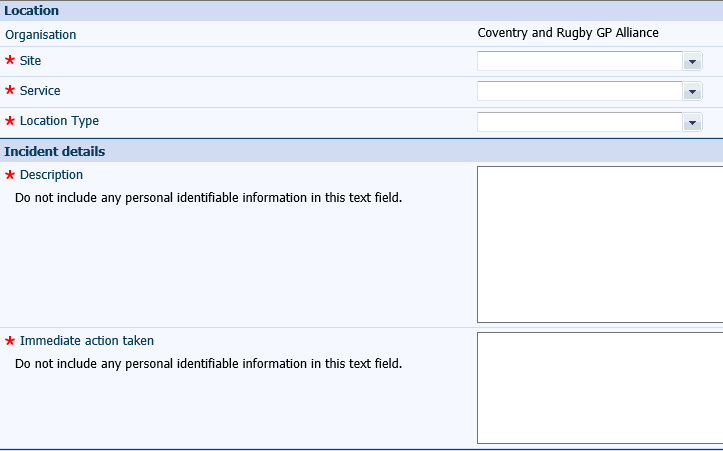 Location
Organisation Coventry and Rugby GP Alliance
* Site
* Service
* Location Type
Incident details
* Description
Do not include any personal identifiable information in this text field.
* Immediate action taken
Do not include any personal identifiable information in this text field.